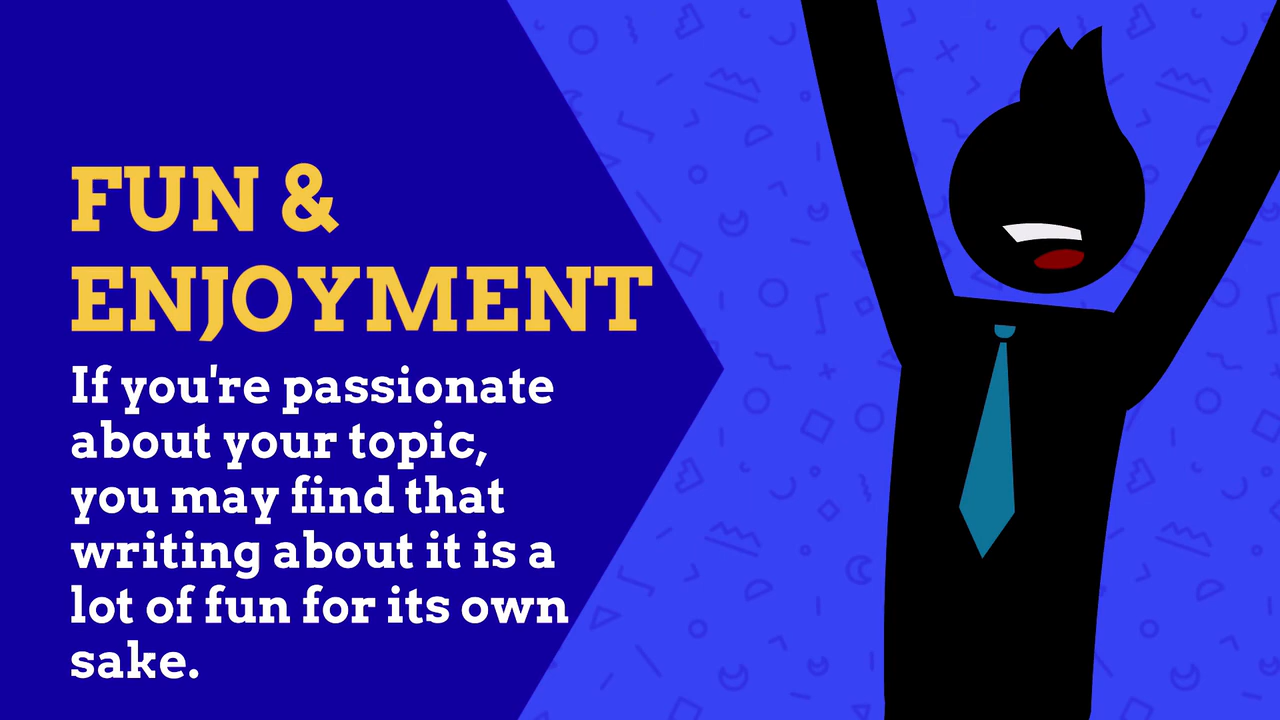 FUN &
ENJOYMENT
If you're passionate
about your topic,
you may find that
writing about it is a
lot of fun for its own
sake.